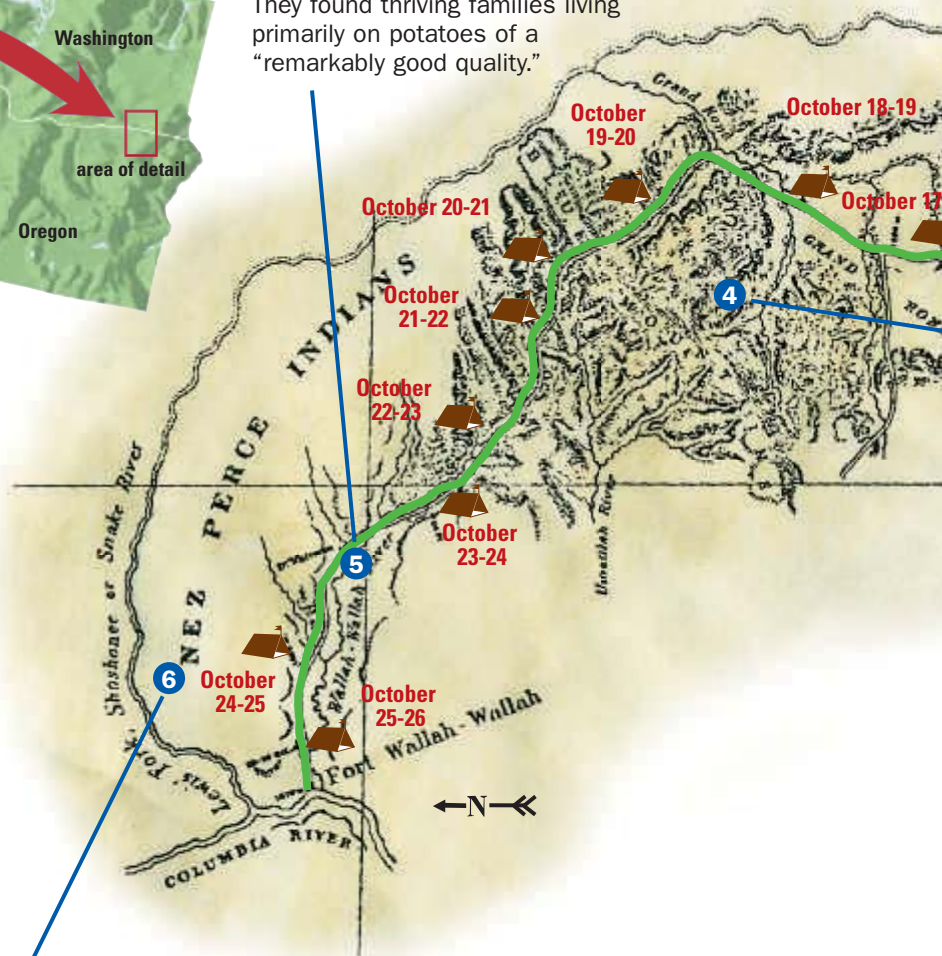 They found thriving families living
primarily on potatoes of a
“remarkably good quality.”
Washington
area of detail
Oregon
Grand
October
19-20
October 18-19
October 17
October 20-21
GRAND
October
21-22
4
NEZ PERCE INDIANS
October
22-23
Shoshonee or Snake River
October
23-24
Umatilah River
River
5
Wallah-Wallah
6
October
24-25
October
25-26
Fort Wallah-Wallah
Lewis' Fork
N
COLUMBIA RIVER